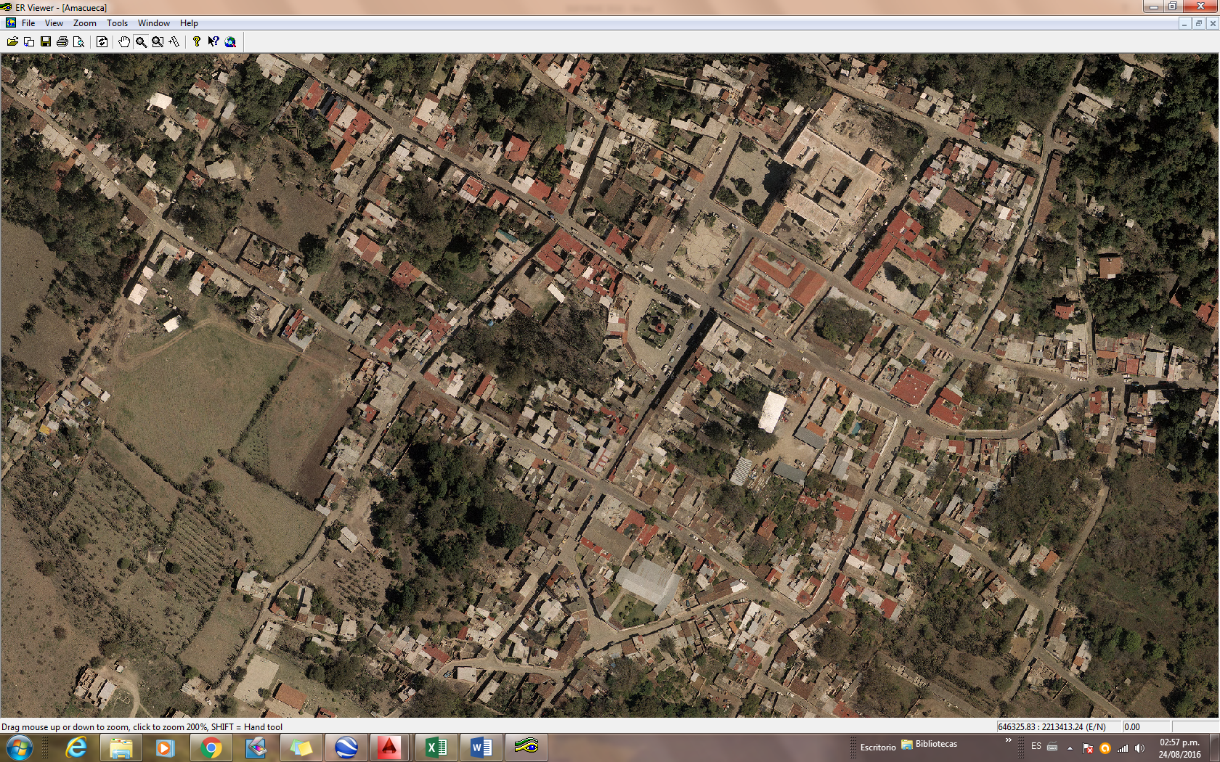 ER Viewer - [Amacueca]
File View Zoom Tools Window Help
Drag mouse up or down to zoom, click to zoom 200%, SHIFT = Hand tool
646325.83 : 2213413.24 (E/N)
0.00
Escritorio
Bibliotecas
»
ES
02:57 p.m.
24/08/2016